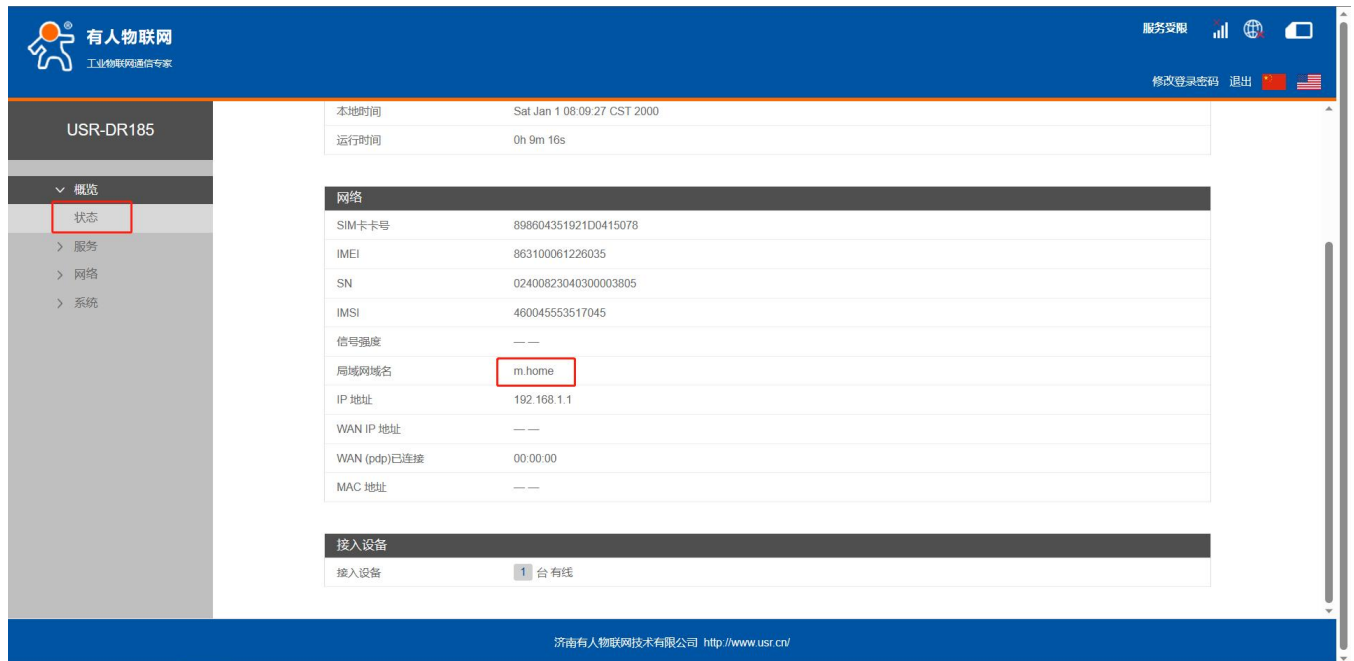 有人物联网
工业物联网通信专家
服务受限
修改登录密码 退出
USR-DR185
概览
状态
服务
网络
系统
本地时间 Sat Jan 1 08:09:27 CST 2000
运行时间 0h 9m 16s
网络
SIM卡卡号 898604351921D0415078
IMEI 863100061226035
SN 02400823040300003805
IMSI 460045553517045
信号强度 — —
局域网域名 m.home
IP 地址 192.168.1.1
WAN IP 地址 — —
WAN (pdp)已连接 00:00:00
MAC 地址 — —
接入设备
接入设备 1 台 有线
济南有人物联网技术有限公司 http://www.usr.cn/